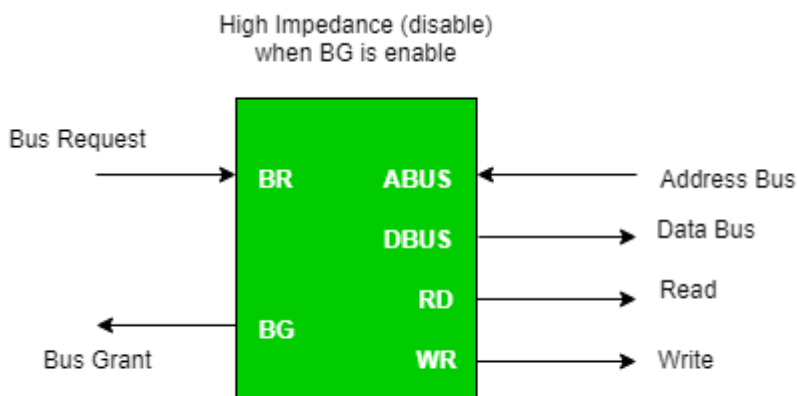 High Impedance (disable)
when BG is enable
Bus Request
BR
ABUS
Address Bus
DBUS
Data Bus
RD
Read
BG
Bus Grant
WR
Write